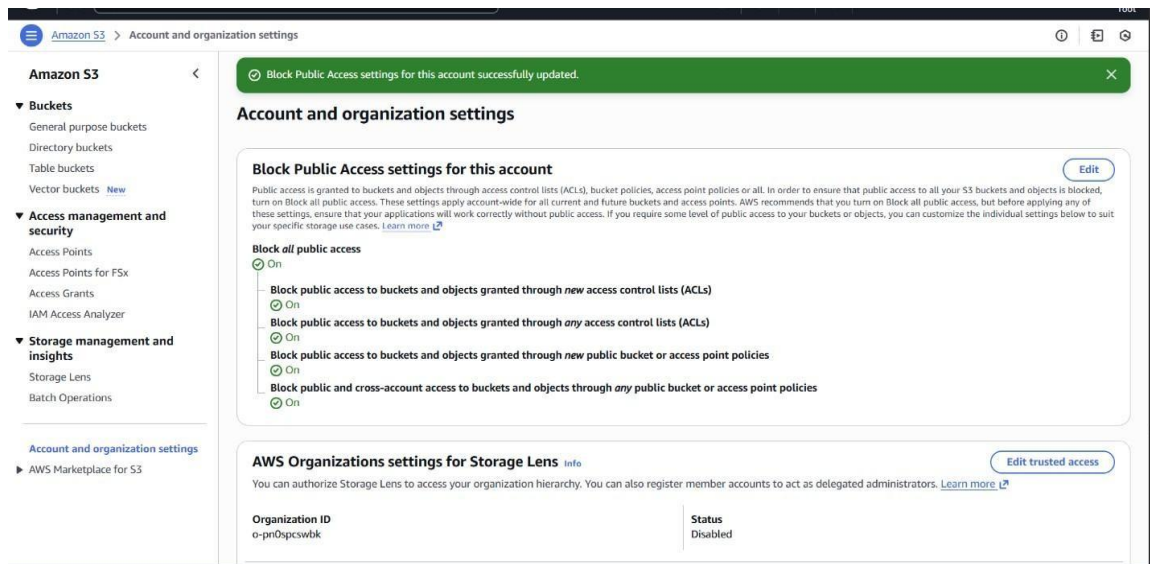 root
Amazon S3 > Account and organization settings
Amazon S3
Buckets
General purpose buckets
Directory buckets
Table buckets
Vector buckets New
Access management and
security
Access Points
Access Points for FSx
Access Grants
IAM Access Analyzer
Storage management and
insights
Storage Lens
Batch Operations
Account and organization settings
AWS Marketplace for S3
Block Public Access settings for this account successfully updated.
Account and organization settings
Block Public Access settings for this account
Edit
Public access is granted to buckets and objects through access control lists (ACLs), bucket policies, access point policies or all. In order to ensure that public access to all your S3 buckets and objects is blocked,
turn on Block all public access. These settings apply account-wide for all current and future buckets and access points. AWS recommends that you turn on Block all public access, but before applying any of
these settings, ensure that your applications will work correctly without public access. If you require some level of public access to your buckets or objects, you can customize the individual settings below to suit
your specific storage use cases. Learn more
Block all public access
On
Block public access to buckets and objects granted through new access control lists (ACLs)
On
Block public access to buckets and objects granted through any access control lists (ACLs)
On
Block public access to buckets and objects granted through new public bucket or access point policies
On
Block public and cross-account access to buckets and objects through any public bucket or access point policies
On
AWS Organizations settings for Storage Lens Info
Edit trusted access
You can authorize Storage Lens to access your organization hierarchy. You can also register member accounts to act as delegated administrators. Learn more
Organization ID
o-pn0spcswbk
Status
Disabled